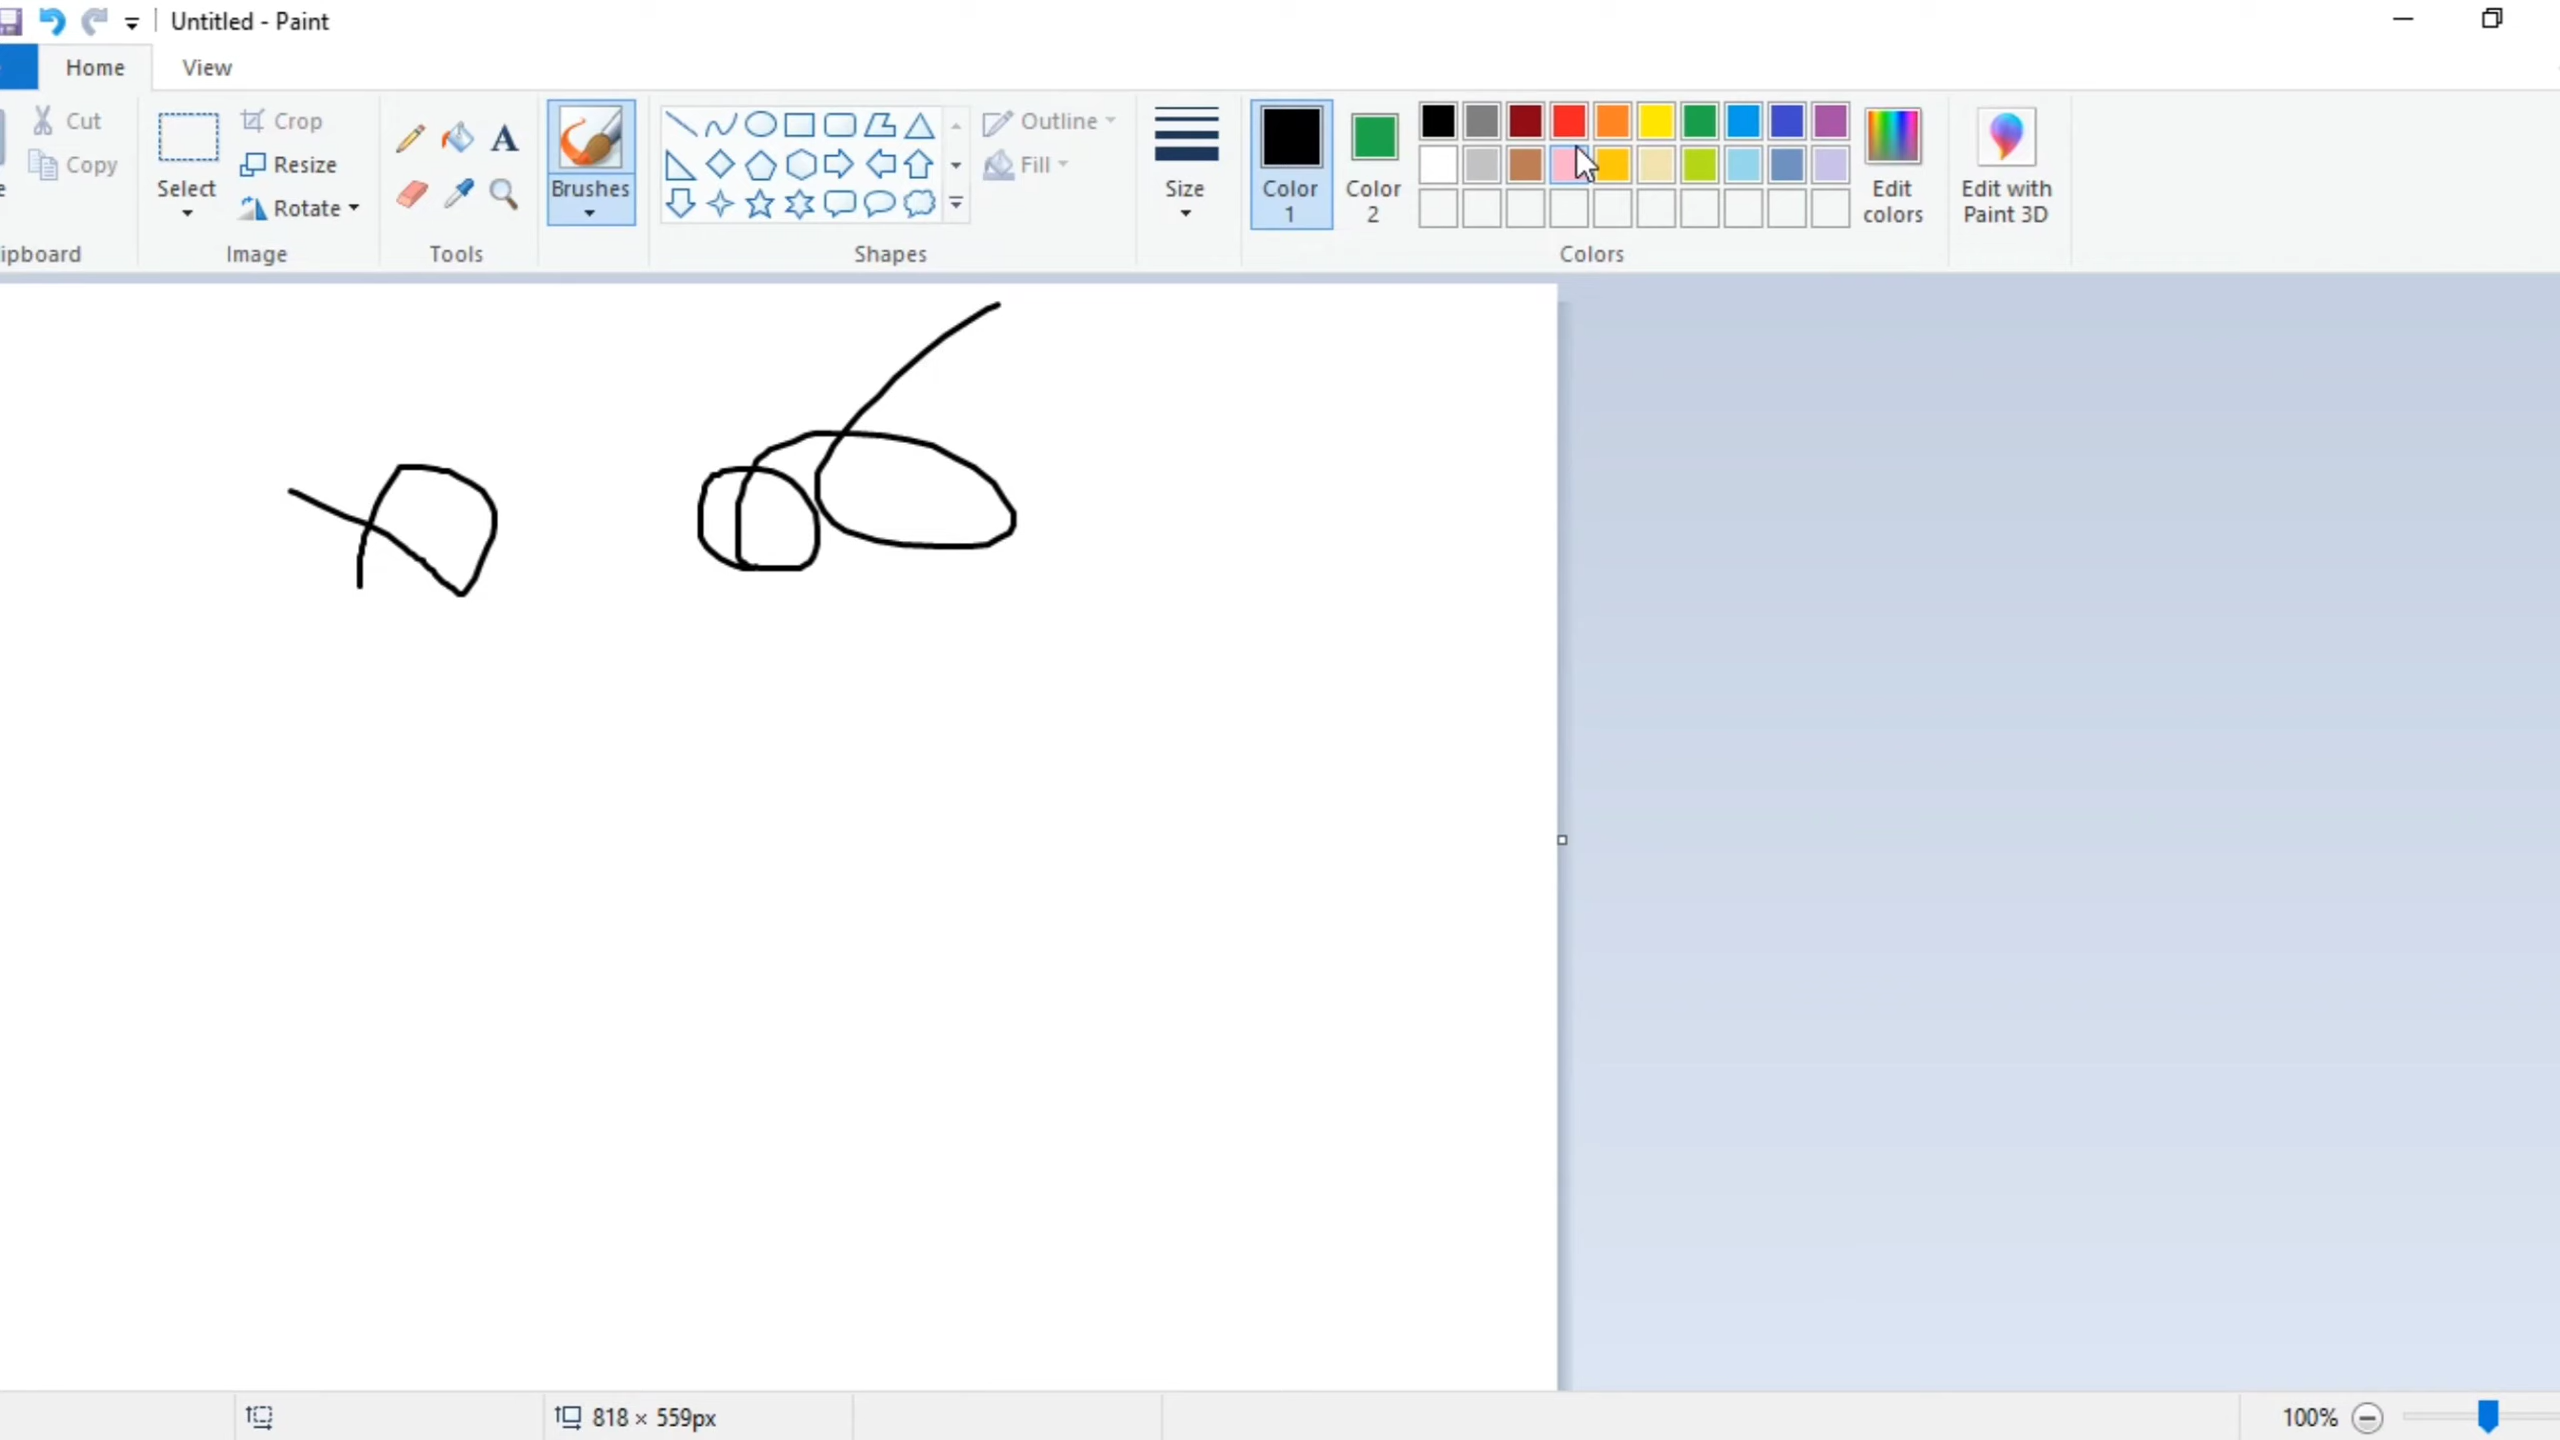 Untitled - Paint
Home View
Cut
Copy
Select
Crop
Resize
Rotate
A
Brushes
Outline
Fill
Size
Color 1
Color 2
Edit colors
Edit with Paint 3D
ipboard Image Tools Shapes Colors
818 × 559px 100%